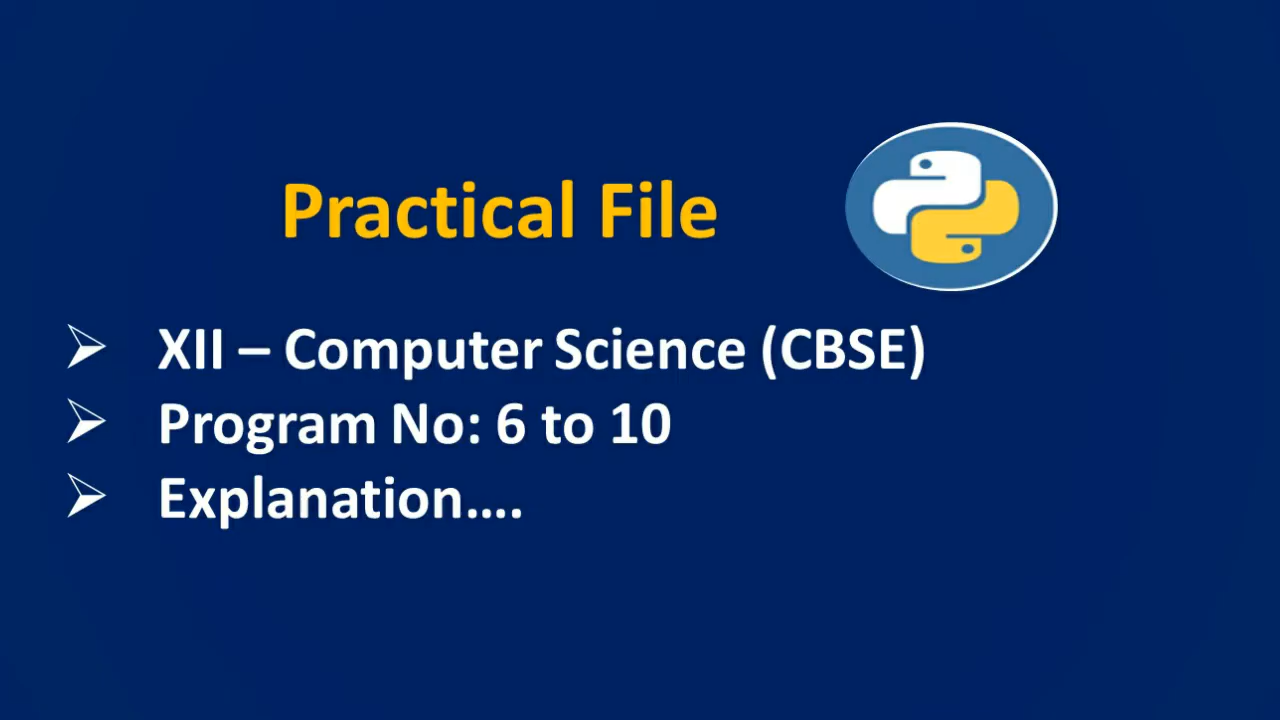 Practical File
➢ XII – Computer Science (CBSE)
➢ Program No: 6 to 10
➢ Explanation....